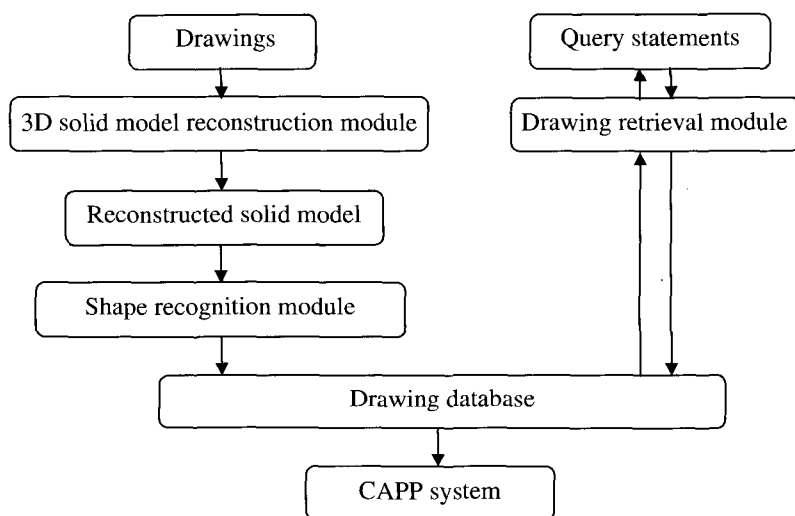 Drawings
Query statements
3D solid model reconstruction module
Drawing retrieval module
Reconstructed solid model
Shape recognition module
Drawing database
CAPP system